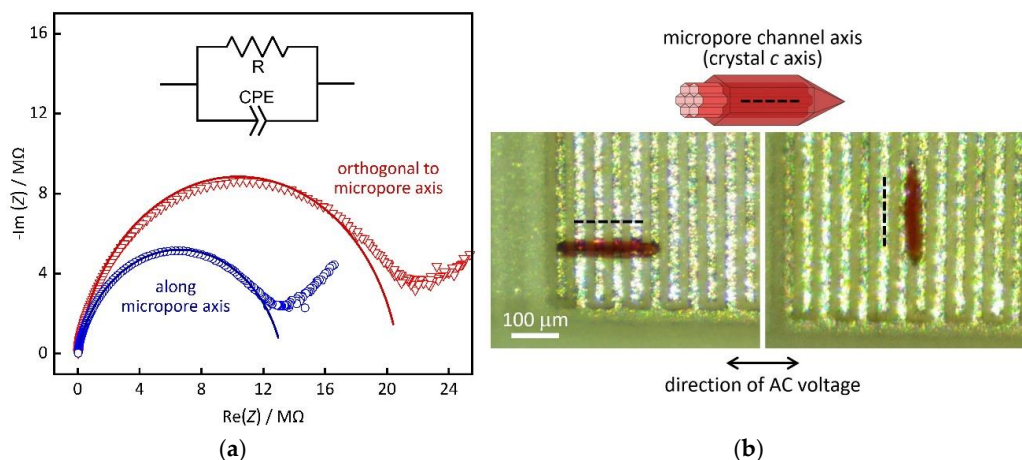 16
12
8
4
0
-Im (Z) / MΩ
R
CPE
orthogonal to
micropore axis
along
micropore axis
0 4 8 12 16 20 24
Re(Z) / MΩ
(a)
micropore channel axis
(crystal c axis)
100 μm
direction of AC voltage
(b)